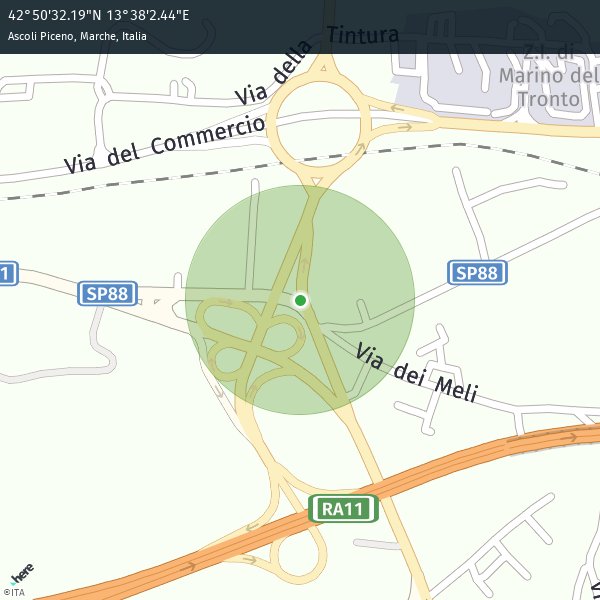 42°50'32.19"N 13°38'2.44"E
Ascoli Piceno, Marche, Italia
Via della Tintura
Z.I. di
Marino del
Tronto
Via del Commercio
1
SP88
SP88
Via dei Meli
RA11
here
©ITA